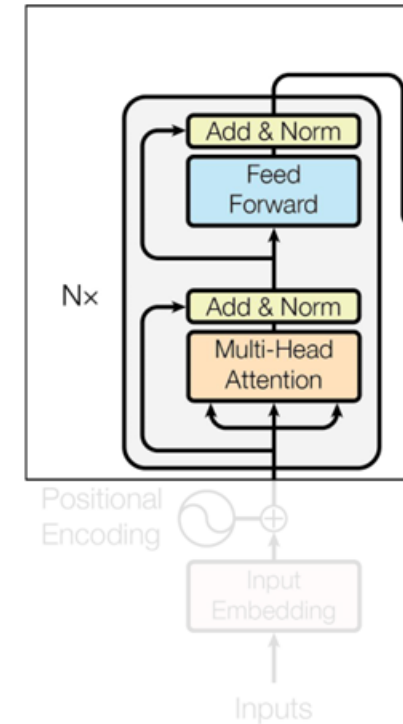 Add & Norm
Feed
Forward
Nx
Add & Norm
Multi-Head
Attention
Positional
Encoding
Input
Embedding
Inputs